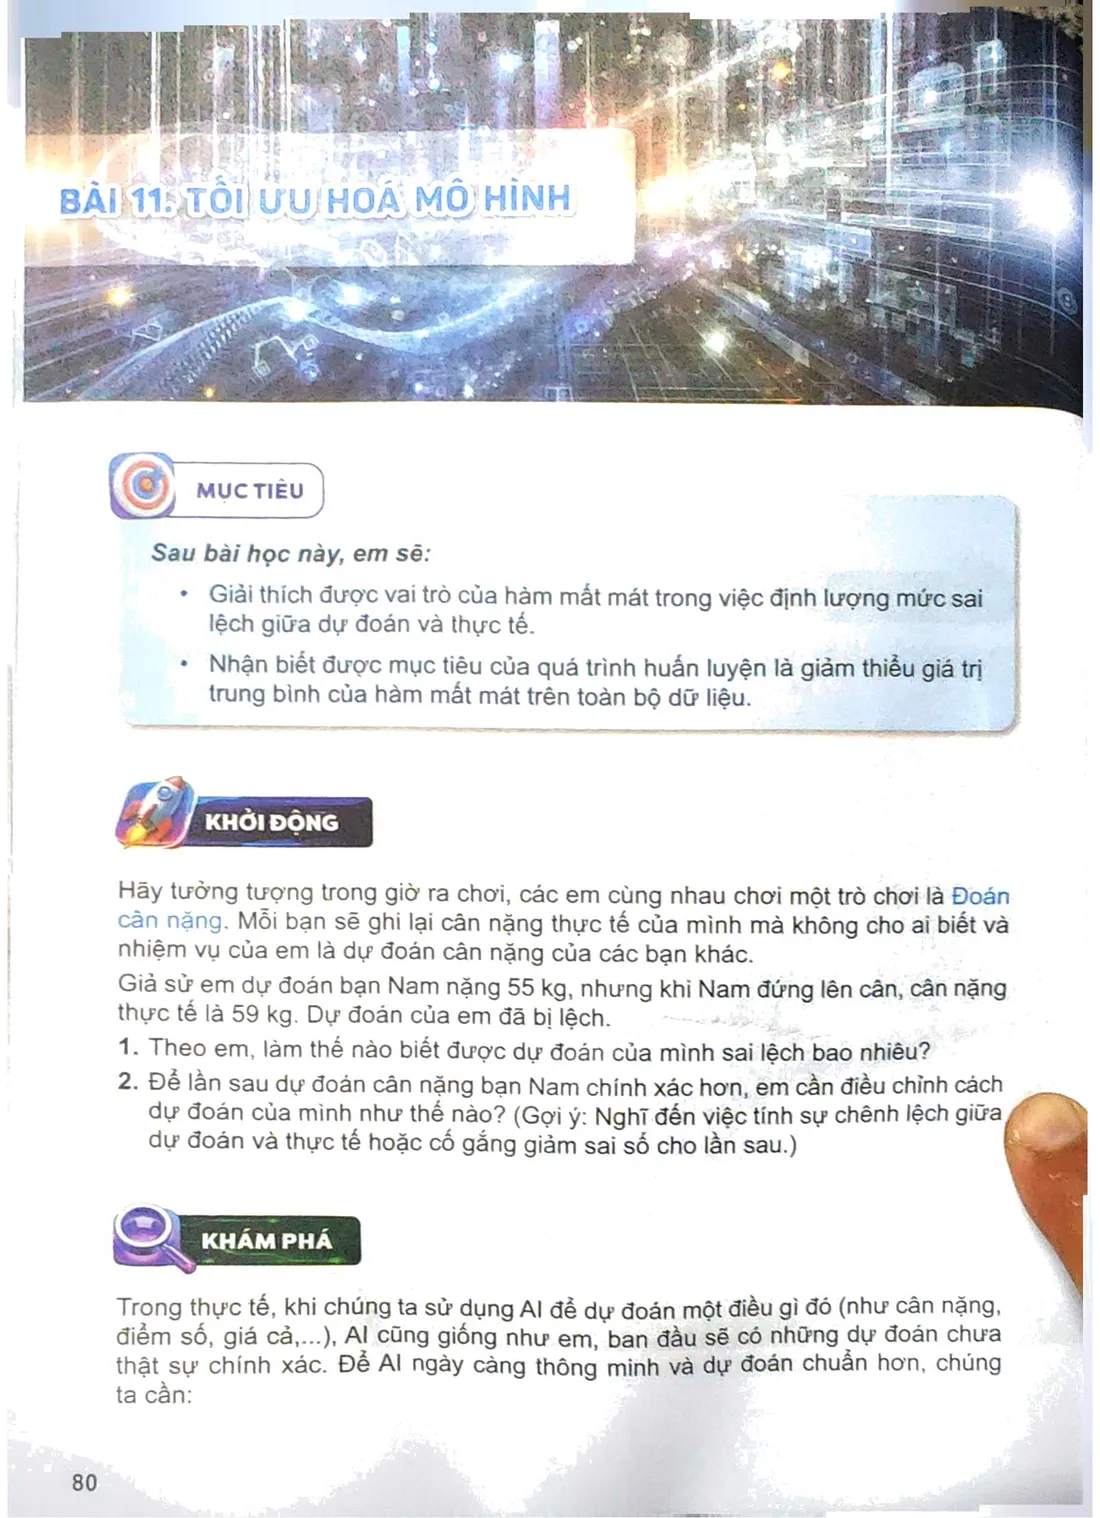 BÀI 11: TỐI ƯU HOÁ MÔ HÌNH
MỤC TIÊU
Sau bài học này, em sẽ:
• Giải thích được vai trò của hàm mất mát trong việc định lượng mức sai
lệch giữa dự đoán và thực tế.
• Nhận biết được mục tiêu của quá trình huấn luyện là giảm thiểu giá trị
trung bình của hàm mất mát trên toàn bộ dữ liệu.
KHỞI ĐỘNG
Hãy tưởng tượng trong giờ ra chơi, các em cùng nhau chơi một trò chơi là Đoán
cân nặng. Mỗi bạn sẽ ghi lại cân nặng thực tế của mình mà không cho ai biết và
nhiệm vụ của em là dự đoán cân nặng của các bạn khác.
Giả sử em dự đoán bạn Nam nặng 55 kg, nhưng khi Nam đứng lên cân, cân nặng
thực tế là 59 kg. Dự đoán của em đã bị lệch.
1. Theo em, làm thế nào biết được dự đoán của mình sai lệch bao nhiêu?
2. Để lần sau dự đoán cân nặng bạn Nam chính xác hơn, em cần điều chỉnh cách
dự đoán của mình như thế nào? (Gợi ý: Nghĩ đến việc tính sự chênh lệch giữa
dự đoán và thực tế hoặc cố gắng giảm sai số cho lần sau.)
KHÁM PHÁ
Trong thực tế, khi chúng ta sử dụng AI để dự đoán một điều gì đó (như cân nặng,
điểm số, giá cả,...), AI cũng giống như em, ban đầu sẽ có những dự đoán chưa
thật sự chính xác. Để AI ngày càng thông minh và dự đoán chuẩn hơn, chúng
ta cần:
80